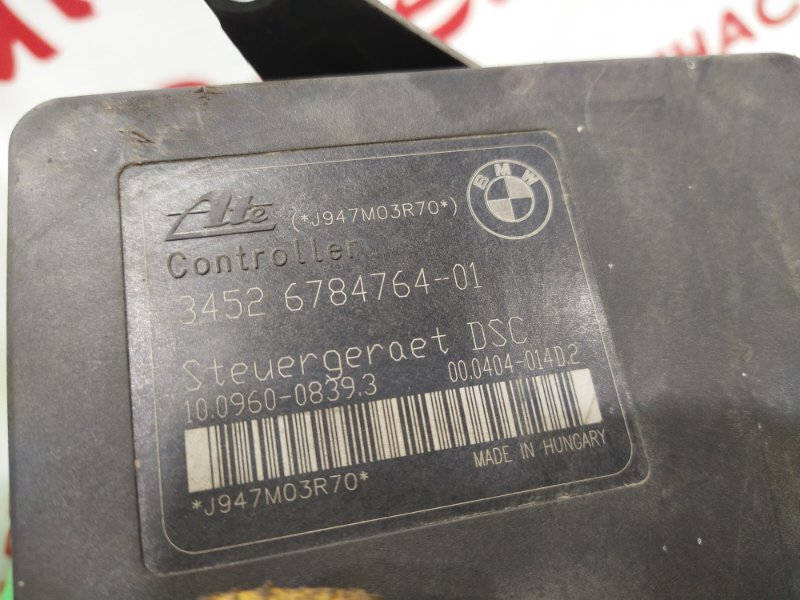 Ate (*J947M03R70*)
BMW
Controller
3452 6784764-01
Steuergeraet DSC
10.0960-0839.3 00.0404-014D.2
MADE IN HUNGARY
*J947M03R70*